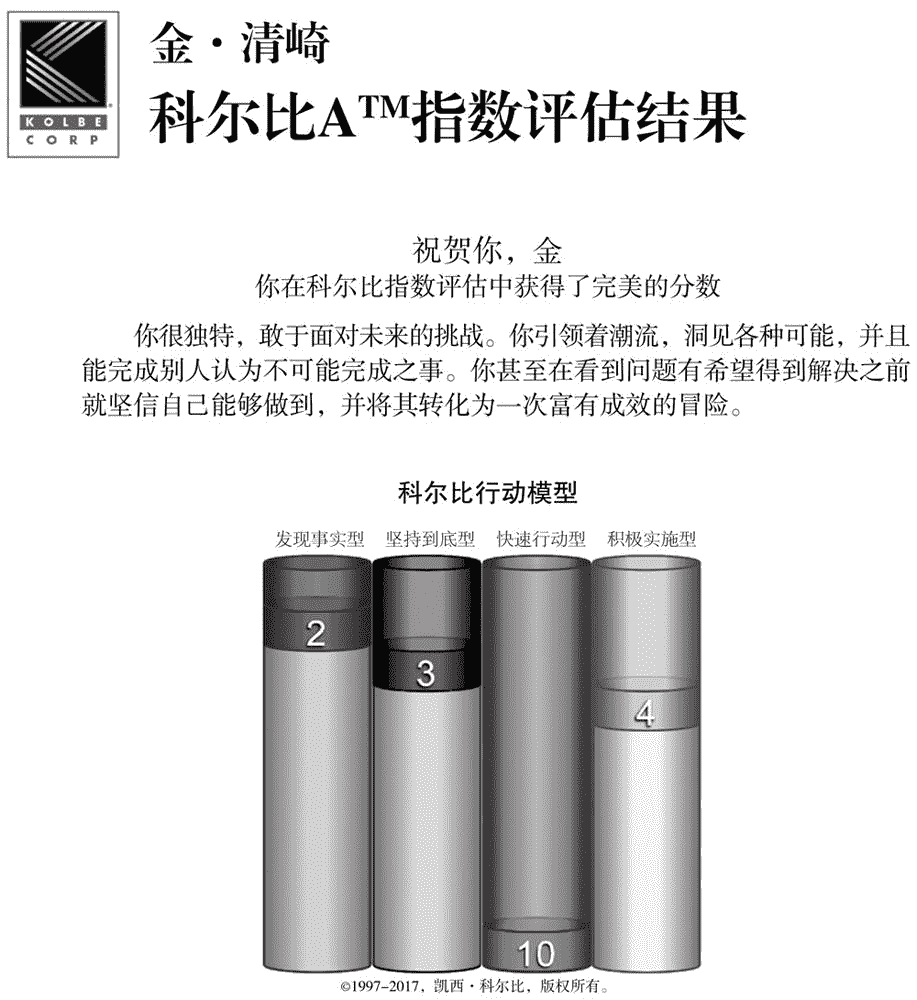 KOLBE
CORP
金·清崎
科尔比A™指数评估结果
祝贺你，金
你在科尔比指数评估中获得了完美的分数
你很独特，敢于面对未来的挑战。你引领着潮流，洞见各种可能，并且
能完成别人认为不可能完成之事。你甚至在看到问题有希望得到解决之前
就坚信自己能够做到，并将其转化为一次富有成效的冒险。
科尔比行动模型
发现事实型 坚持到底型 快速行动型 积极实施型
2
3
4
10
©1997-2017，凯西·科尔比，版权所有。